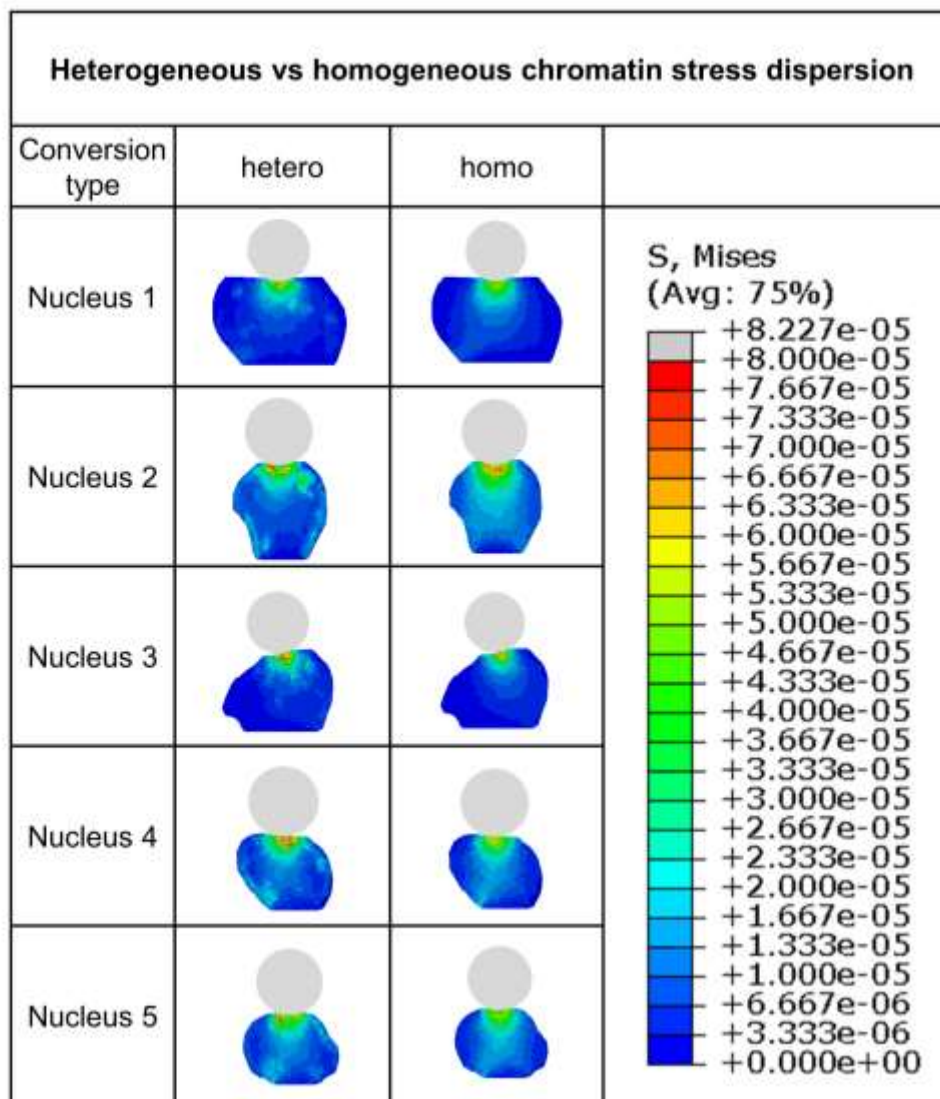 Heterogeneous vs homogeneous chromatin stress dispersion
Conversion
type
hetero
homo
Nucleus 1
Nucleus 2
Nucleus 3
Nucleus 4
Nucleus 5
S, Mises
(Avg: 75%)
+8.227e-05
+8.000e-05
+7.667e-05
+7.333e-05
+7.000e-05
+6.667e-05
+6.333e-05
+6.000e-05
+5.667e-05
+5.333e-05
+5.000e-05
+4.667e-05
+4.333e-05
+4.000e-05
+3.667e-05
+3.333e-05
+3.000e-05
+2.667e-05
+2.333e-05
+2.000e-05
+1.667e-05
+1.333e-05
+1.000e-05
+6.667e-06
+3.333e-06
+0.000e+00